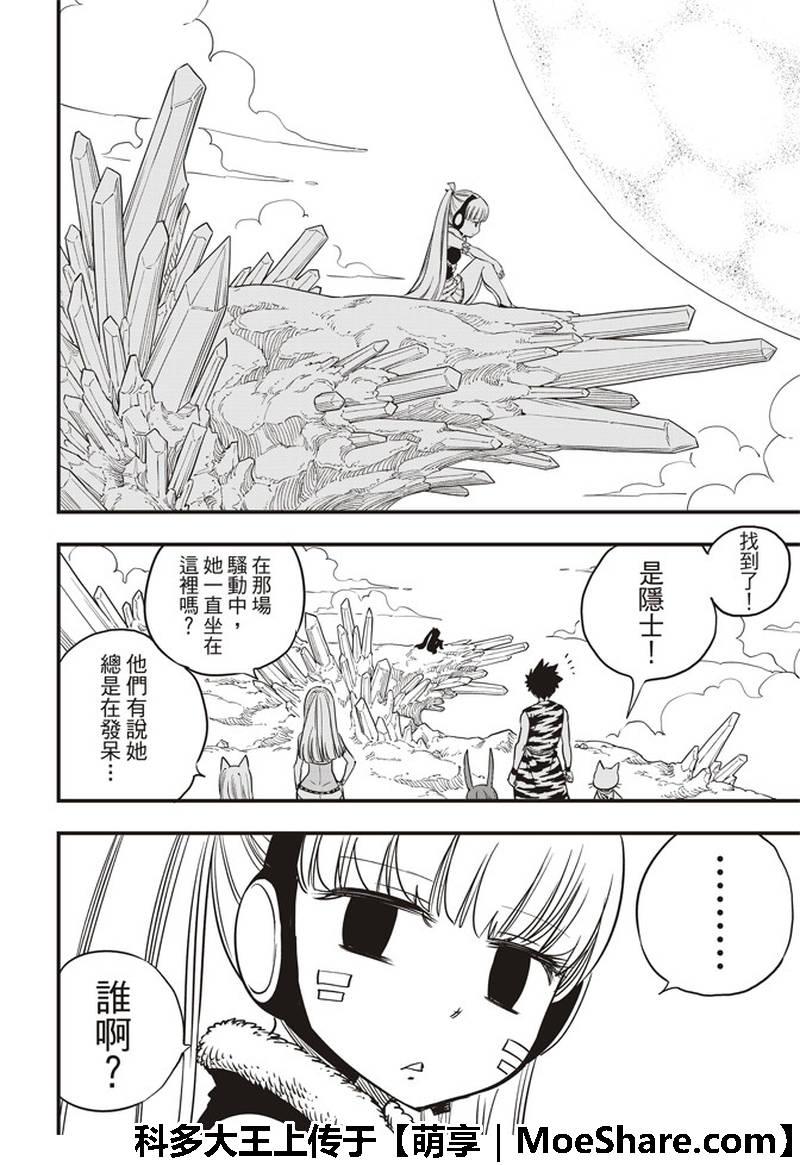 找到了！
是隱士！
在那場
騷動中，
她一直坐在
這裡嗎？
他們有說她
總是在發呆…
………
誰啊？
科多大王上传于【萌享】| MoeShare.com】